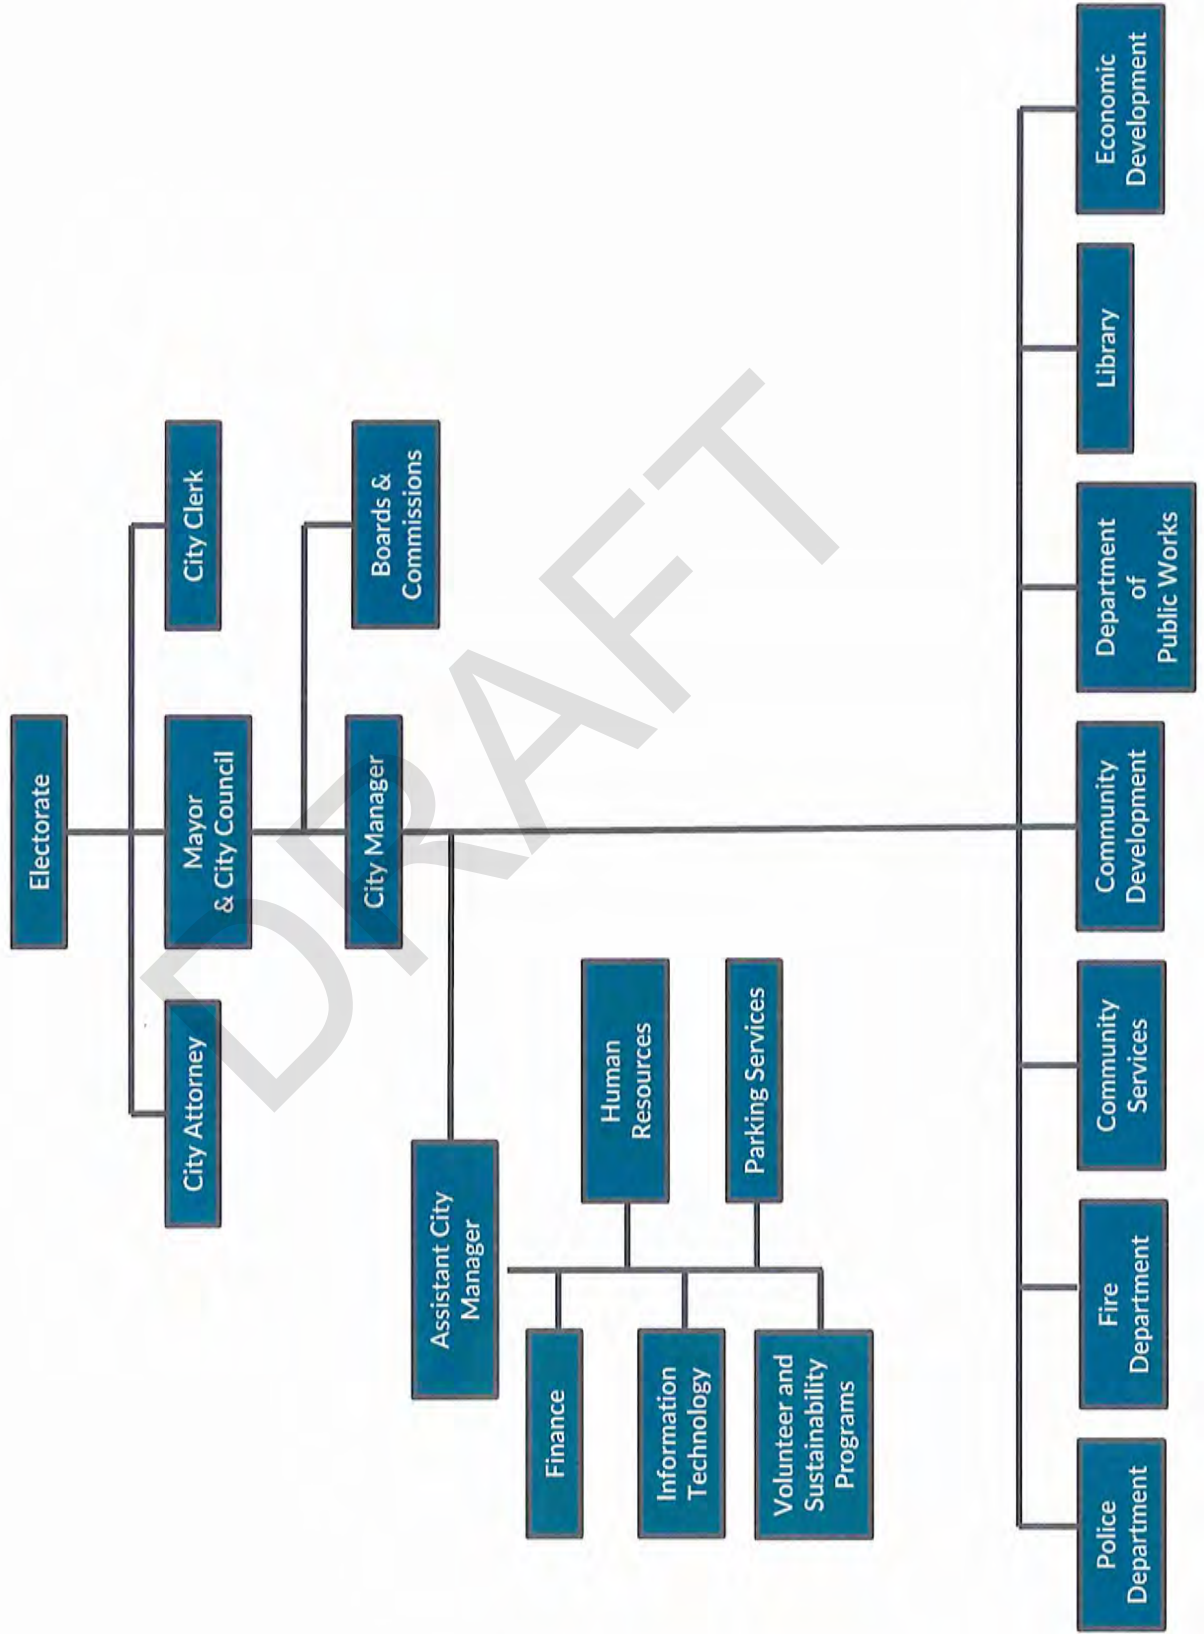 Electorate
City Attorney
Mayor
& City Council
City Clerk
City Manager
Boards &
Commissions
Assistant City
Manager
Finance
Human
Resources
Information
Technology
Parking Services
Volunteer and
Sustainability
Programs
Police
Department
Fire
Department
Community
Services
Community
Development
Department
of
Public Works
Library
Economic
Development
DRAFT